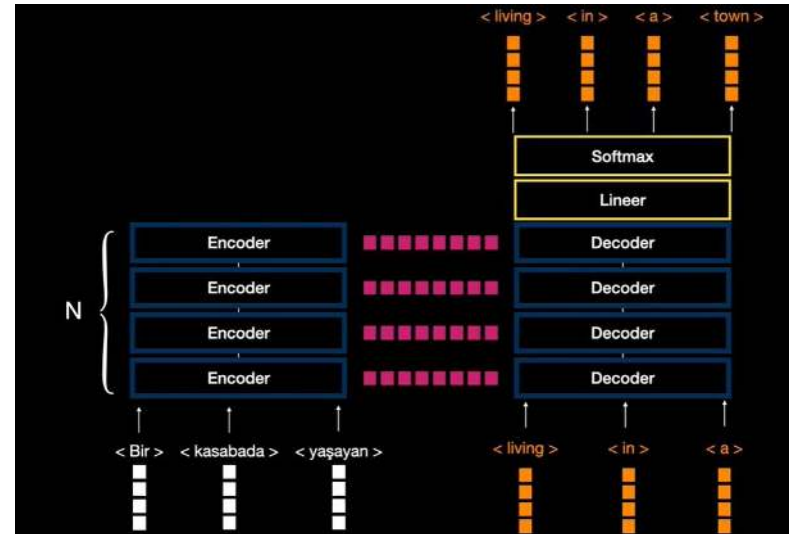 < living > < in > < a > < town >
Softmax
Lineer
Encoder Decoder
Encoder Decoder
N
Encoder Decoder
Encoder Decoder
< Bir > < kasabada > < yaşayan > < living > < in > < a >